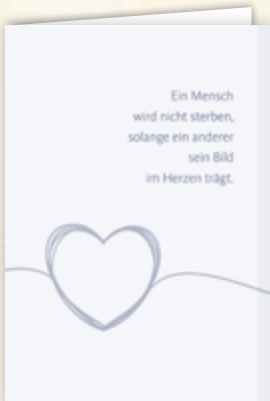 Ein Mensch
wird nicht sterben,
solange ein anderer
sein Bild
im Herzen trägt.